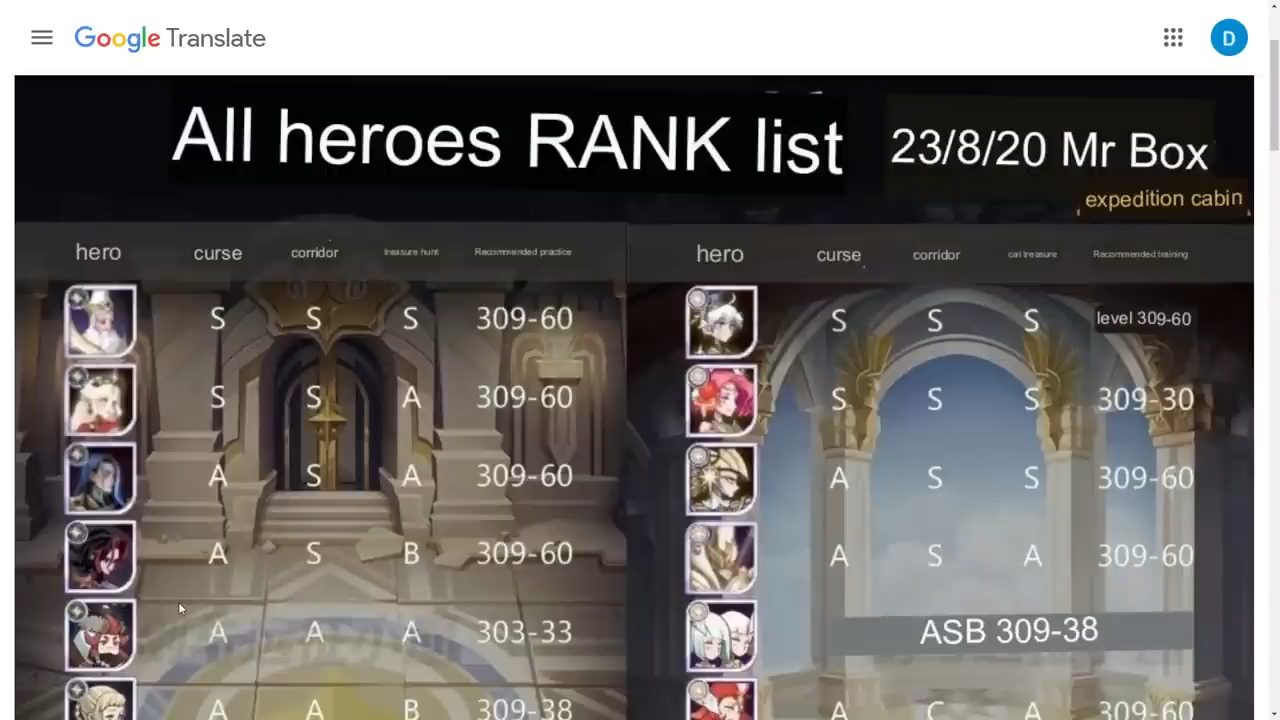 Google Translate
D
All heroes RANK list 23/8/20 Mr Box
expedition cabin
hero curse corridor treasure hunt Recommended practice
S S S 309-60
S S A 309-60
A S A 309-60
A S B 309-60
A A A 303-33
A A B 309-38
hero curse corridor cat treasure Recommended training
S S S level 309-60
S S S 309-30
A S S 309-60
A S A 309-60
ASB 309-38
A C A 309-60